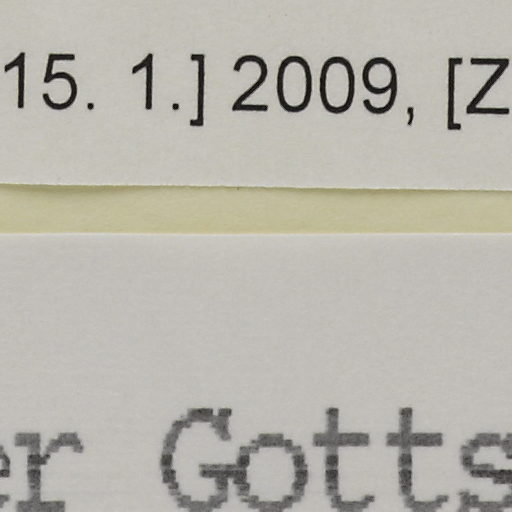 15. 1.] 2009, [Z
er Gotts